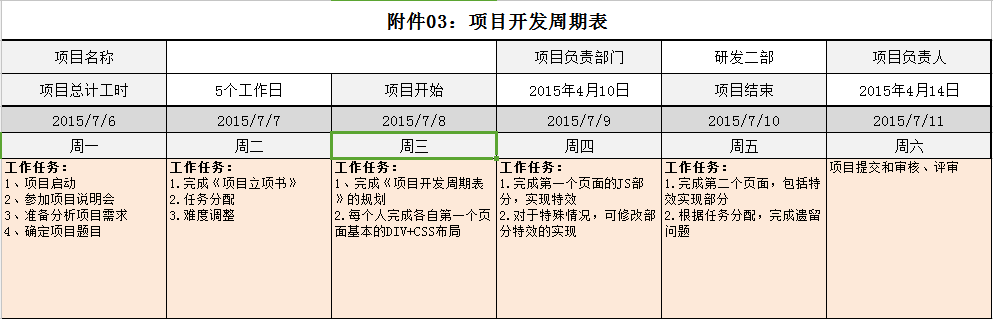 附件03：项目开发周期表
项目名称 项目负责部门 研发二部 项目负责人
项目总计工时 5个工作日 项目开始 2015年4月10日 项目结束 2015年4月14日
2015/7/6 2015/7/7 2015/7/8 2015/7/9 2015/7/10 2015/7/11
周一 周二 周三 周四 周五 周六
工作任务：
1、项目启动
2、参加项目说明会
3、准备分析项目需求
4、确定项目题目
工作任务：
1.完成《项目立项书》
2.任务分配
3.难度调整
工作任务：
1、完成《项目开发周期表
》的规划
2.每个人完成各自第一个页
面基本的DIV+CSS布局
工作任务：
1.完成第一个页面的JS部
分，实现特效
2.对于特殊情况，可修改部
分特效的实现
工作任务：
1.完成第二个页面，包括特
效实现部分
2.根据任务分配，完成遗留
问题
项目提交和审核、评审